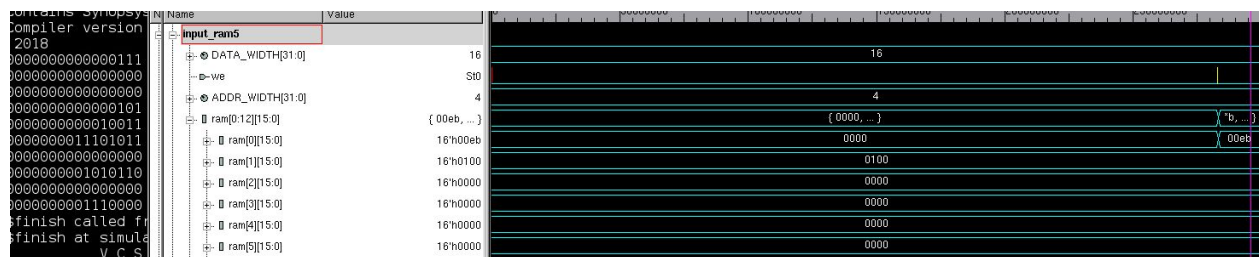 Compiler version
2018
0000000000000111
0000000000000000
0000000000000000
0000000000000101
0000000000010011
0000000011101011
0000000000000000
0000000001010110
0000000000000000
0000000001110000
$finish called fr
$finish at simula
V C S
N Name Value
input_ram5
DATA_WIDTH[31:0] 16 16
we St0
ADDR_WIDTH[31:0] 4 4
ram[0:12][15:0] { 00eb, ... } { 0000, ... } *b, ... }
ram[0][15:0] 16'h00eb 0000 00eb
ram[1][15:0] 16'h0100 0100
ram[2][15:0] 16'h0000 0000
ram[3][15:0] 16'h0000 0000
ram[4][15:0] 16'h0000 0000
ram[5][15:0] 16'h0000 0000